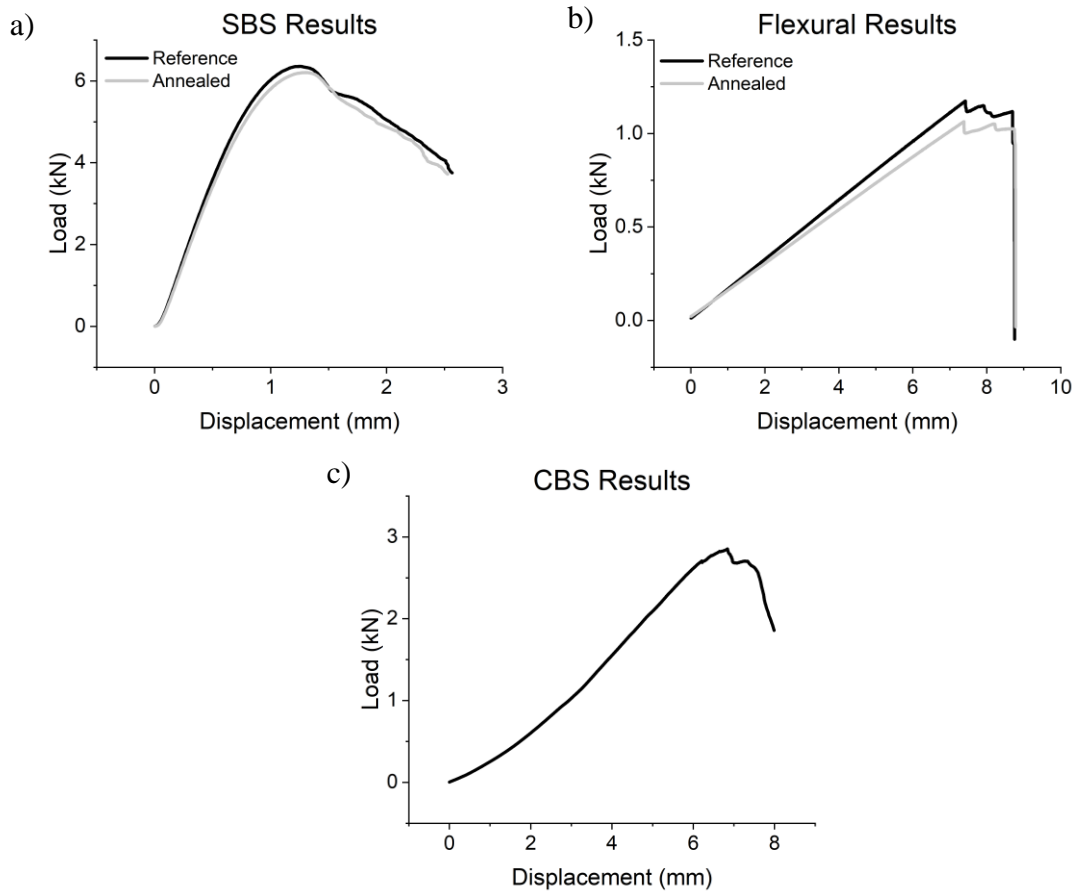 a)
SBS Results
Reference
Annealed
6
4
2
0
Load (kN)
0 1 2 3
Displacement (mm)
b)
Flexural Results
Reference
Annealed
1.5
1.0
0.5
0.0
Load (kN)
0 2 4 6 8 10
Displacement (mm)
c)
CBS Results
3
2
1
0
Load (kN)
0 2 4 6 8
Displacement (mm)